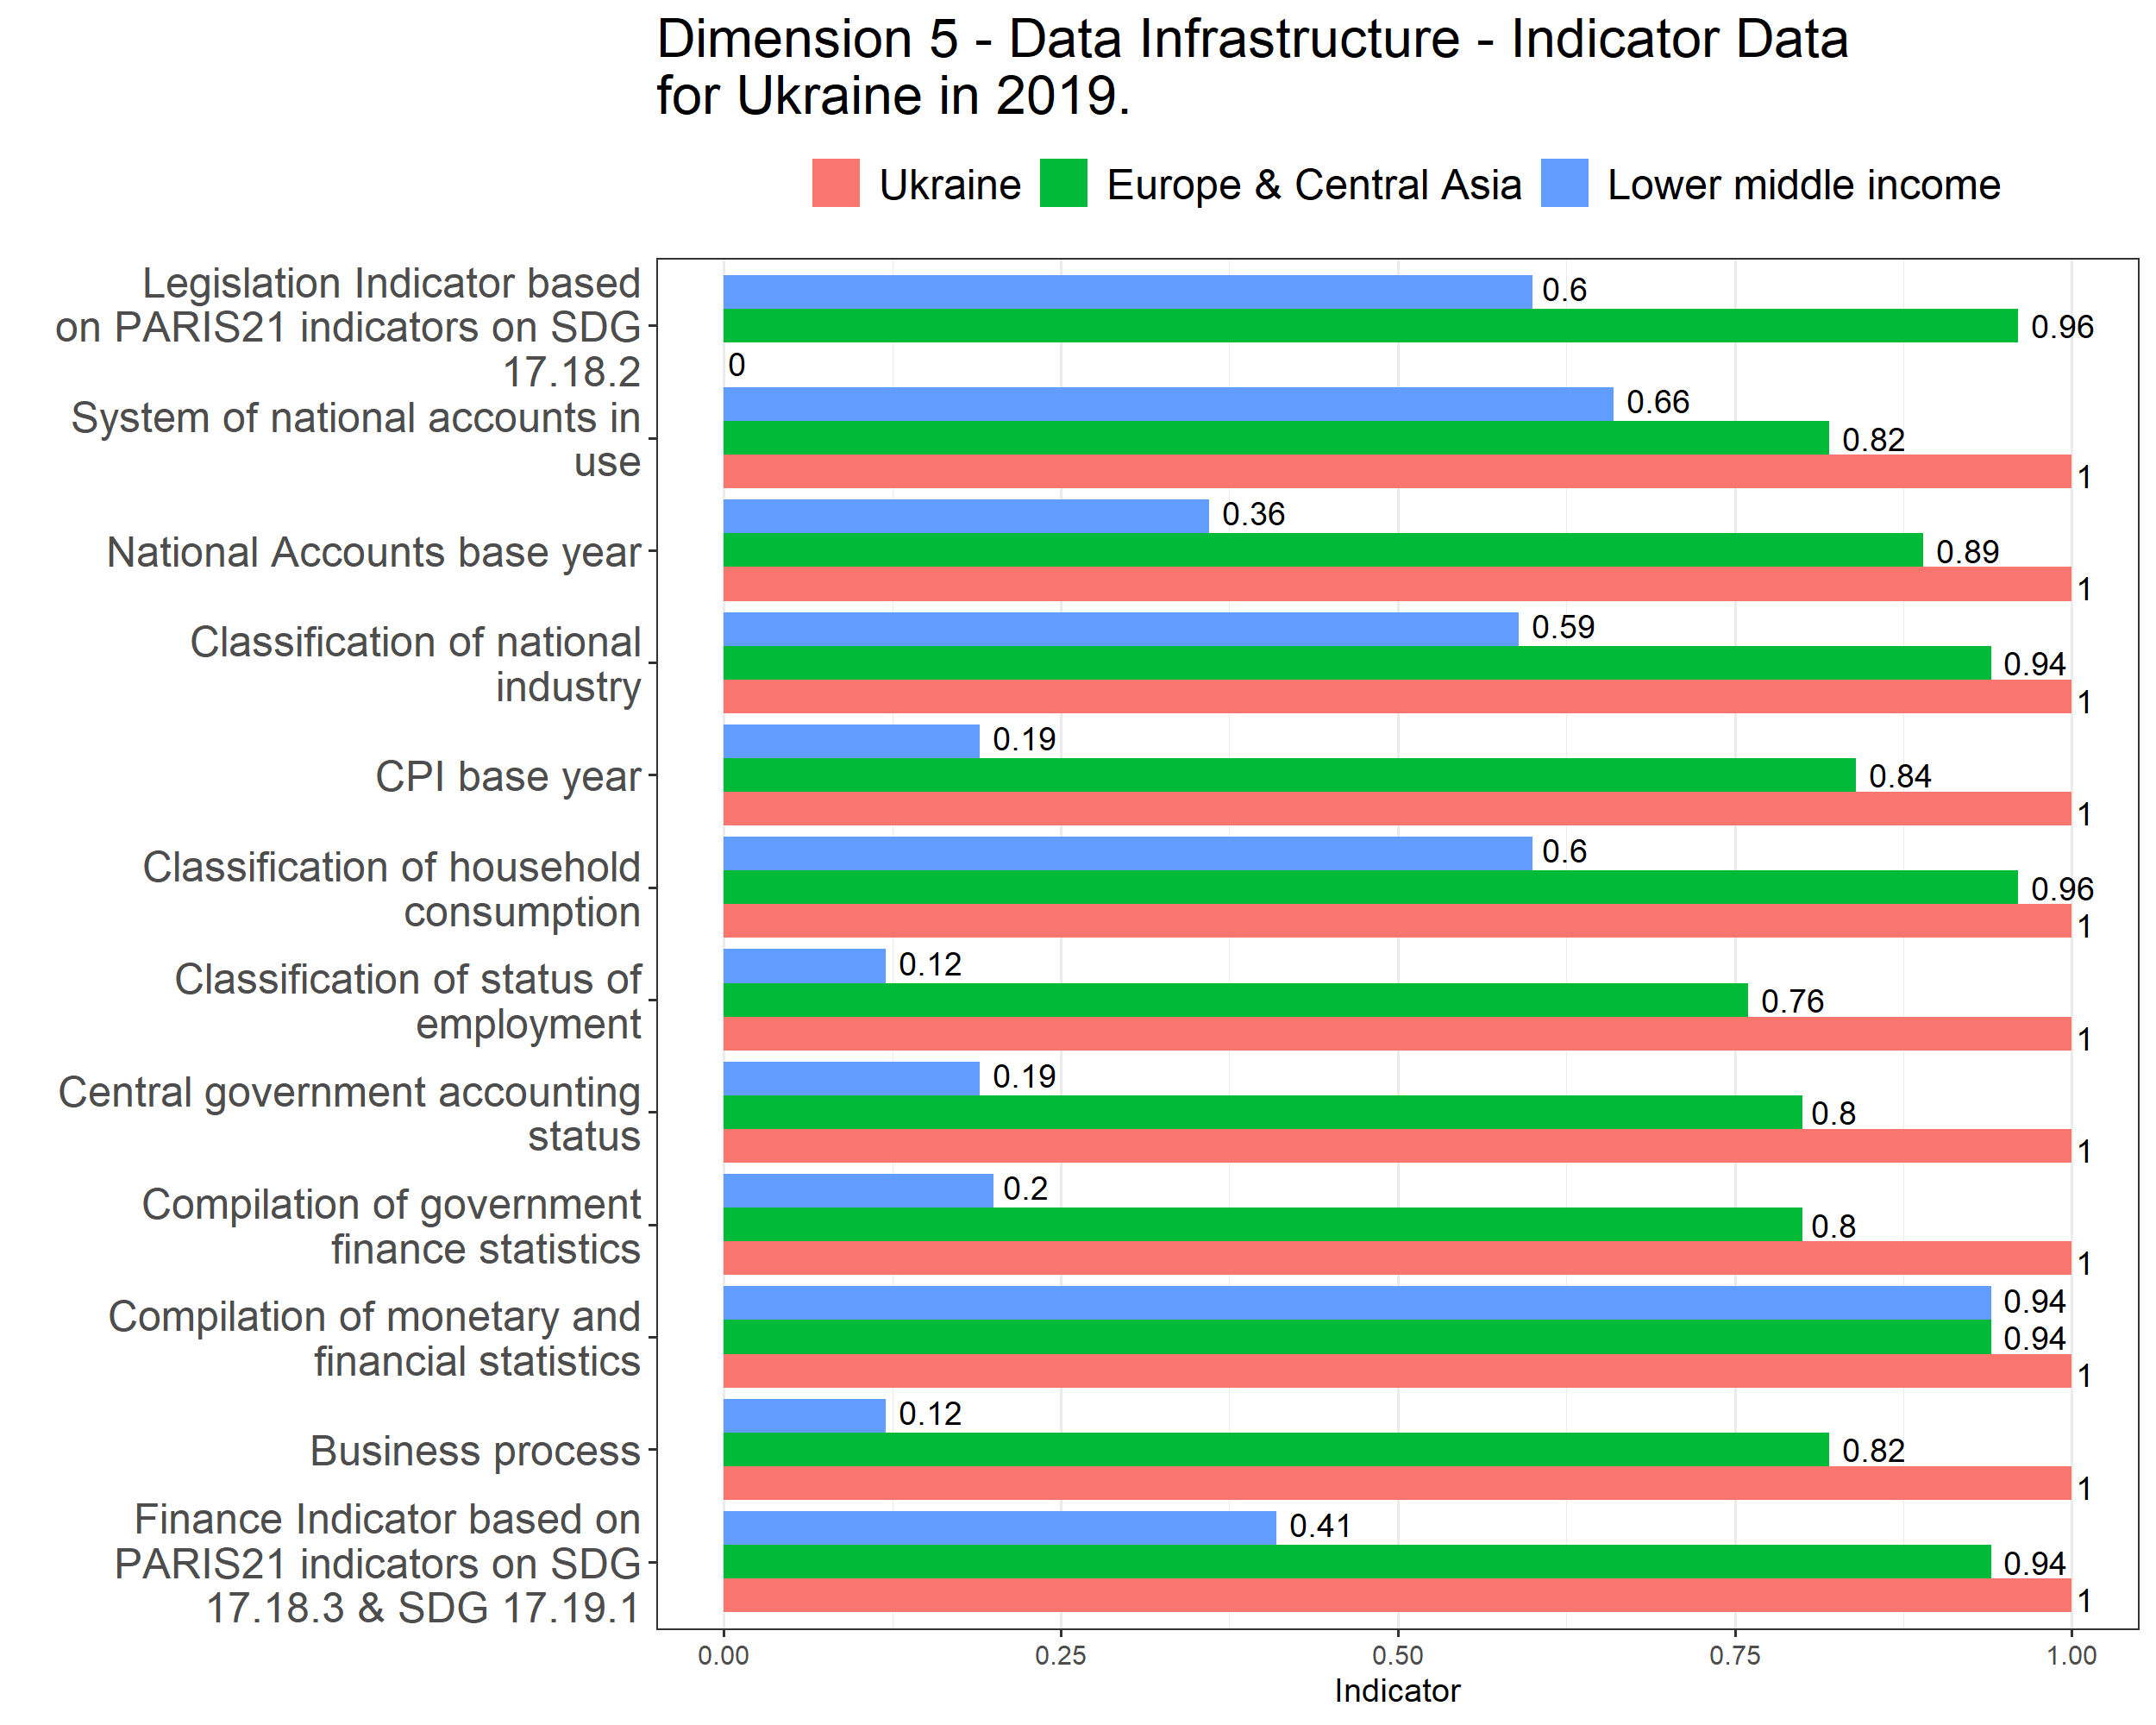 Dimension 5 - Data Infrastructure - Indicator Data
for Ukraine in 2019.
Ukraine
Europe & Central Asia
Lower middle income
Legislation Indicator based
on PARIS21 indicators on SDG
17.18.2
0.6
0.96
0
System of national accounts in
use
0.66
0.82
1
National Accounts base year
0.36
0.89
1
Classification of national
industry
0.59
0.94
1
CPI base year
0.19
0.84
1
Classification of household
consumption
0.6
0.96
1
Classification of status of
employment
0.12
0.76
1
Central government accounting
status
0.19
0.8
1
Compilation of government
finance statistics
0.2
0.8
1
Compilation of monetary and
financial statistics
0.94
0.94
1
Business process
0.12
0.82
1
Finance Indicator based on
PARIS21 indicators on SDG
17.18.3 & SDG 17.19.1
0.41
0.94
1
0.00
0.25
0.50
0.75
1.00
Indicator